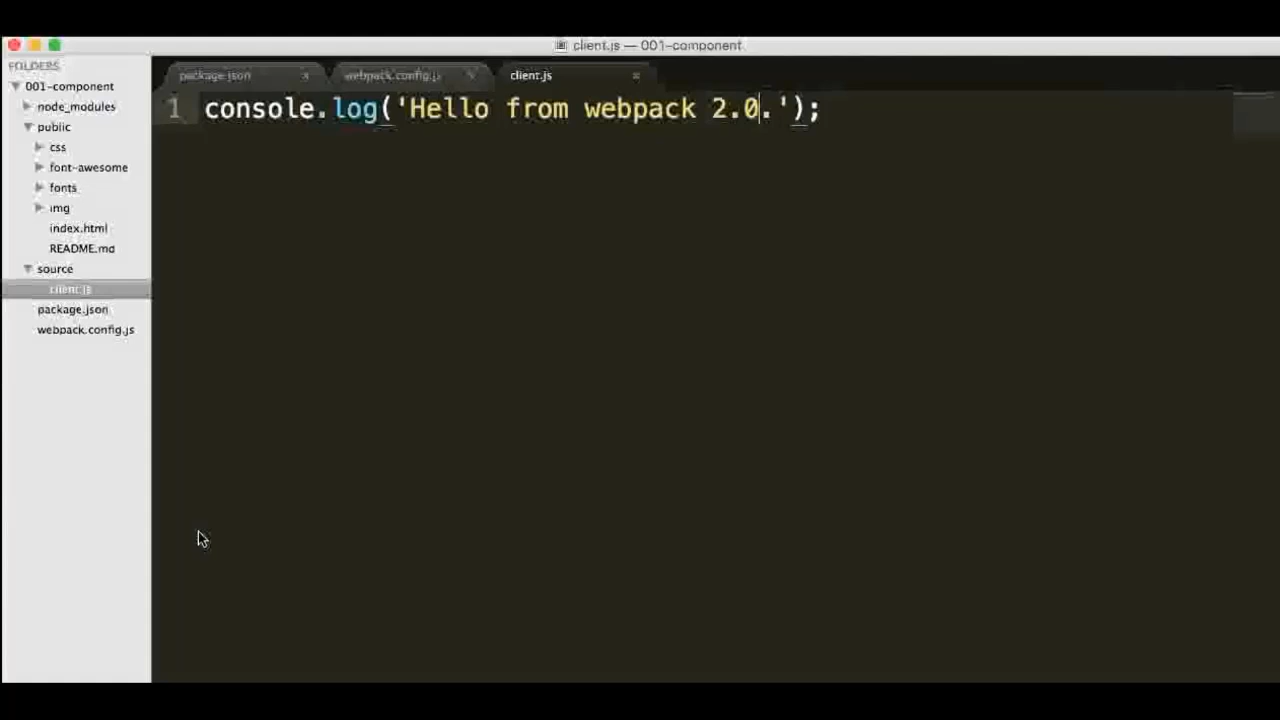 client.js — 001-component
FOLDERS
001-component
node_modules
public
css
font-awesome
fonts
img
index.html
README.md
source
client.js
package.json
webpack.config.js
package.json
webpack.config.js
client.js
1 console.log('Hello from webpack 2.0.');